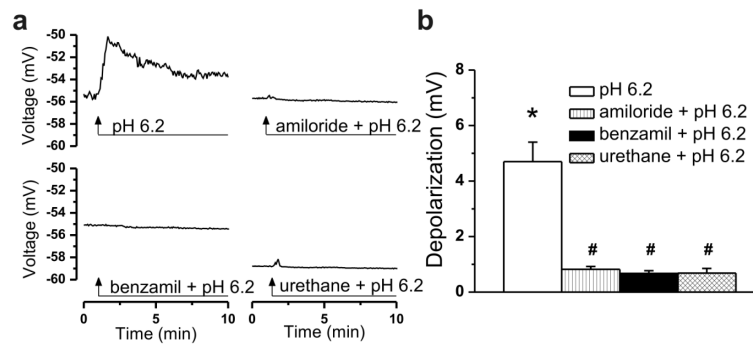 a
b
Voltage (mV)
-50
-52
-54
-56
-58
-60
pH 6.2
amiloride + pH 6.2
Voltage (mV)
-50
-52
-54
-56
-58
-60
benzamil + pH 6.2
urethane + pH 6.2
0 5 10
0 5 10
Time (min)
Time (min)
Depolarization (mV)
8
6
4
2
0
pH 6.2
amiloride + pH 6.2
benzamil + pH 6.2
urethane + pH 6.2
*
# # #